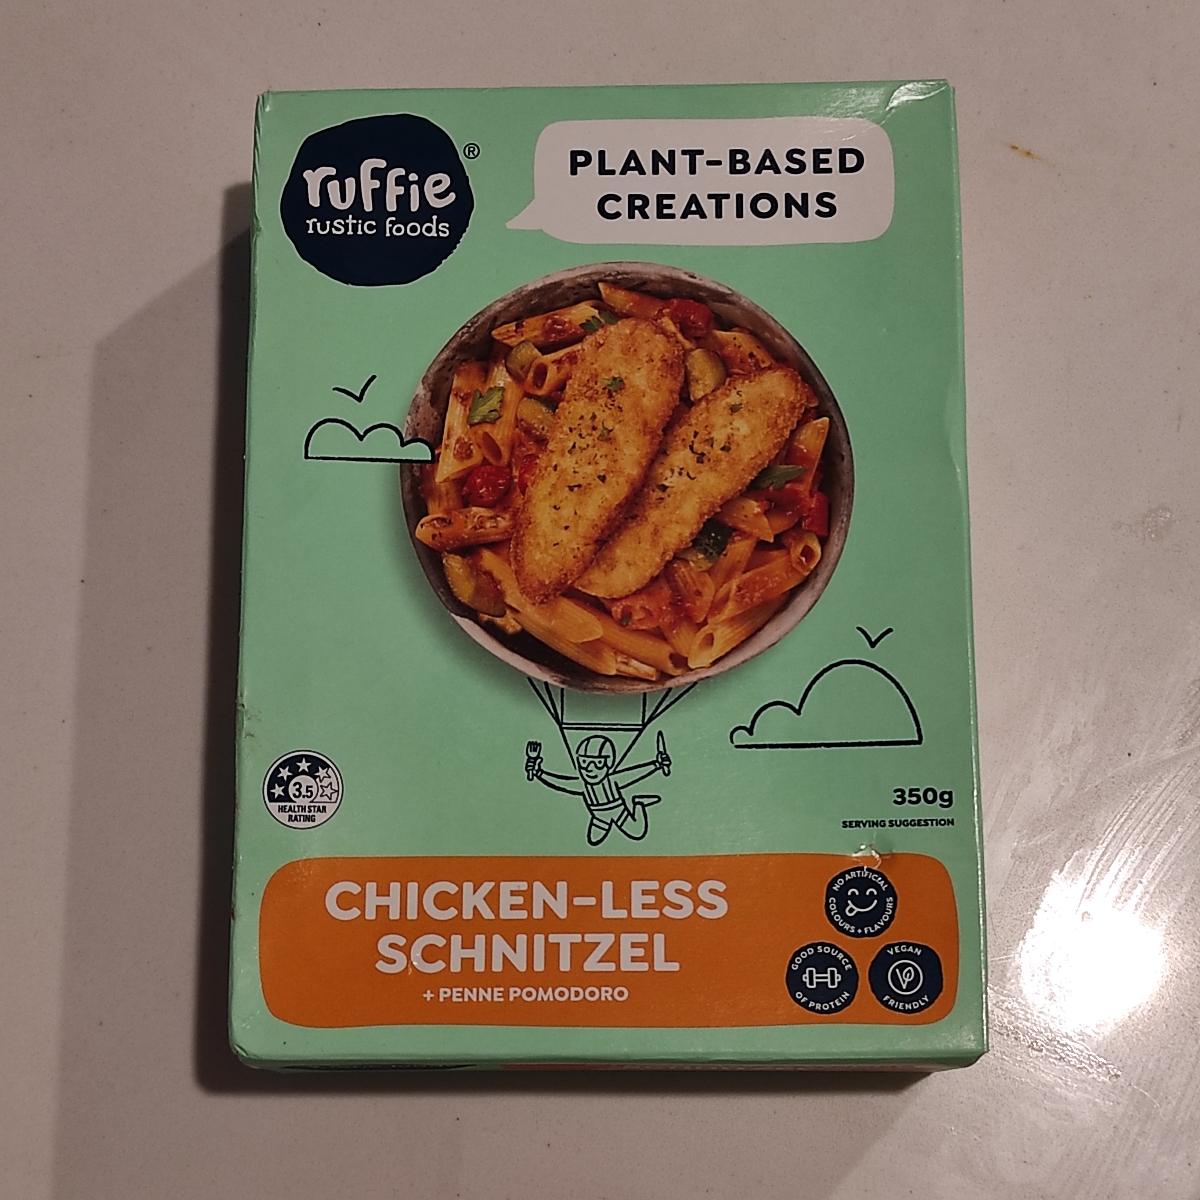 ruffie®
rustic foods
PLANT-BASED
CREATIONS
3.5
HEALTH STAR
RATING
350g
SERVING SUGGESTION
CHICKEN-LESS
SCHNITZEL
+ PENNE POMODORO
NO ARTIFICIAL
COLOURS + FLAVOURS
GOOD SOURCE
OF PROTEIN
VEGAN
FRIENDLY